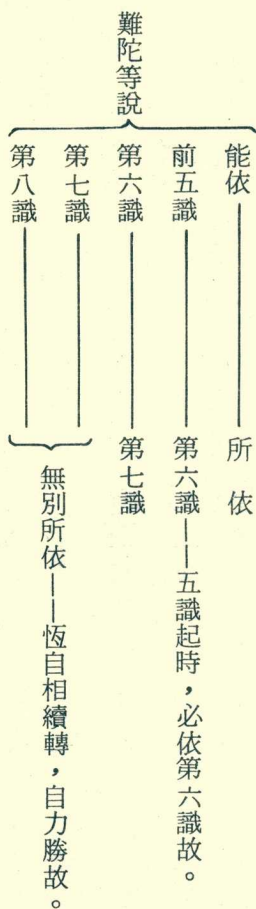 難陀等說
能依——所依
前五識——第六識——五識起時，必依第六識故。
第六識——第七識
第七識
第八識
無別所依——恆自相續轉，自力勝故。